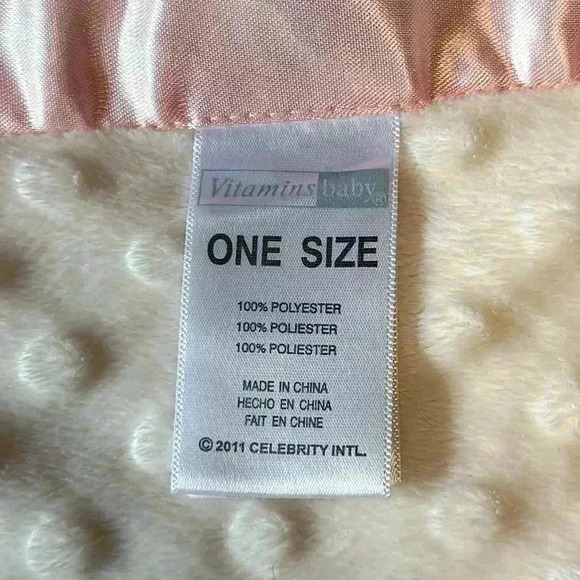 Vitamins baby®
ONE SIZE
100% POLYESTER
100% POLIESTER
100% POLIESTER
MADE IN CHINA
HECHO EN CHINA
FAIT EN CHINE
© 2011 CELEBRITY INTL.